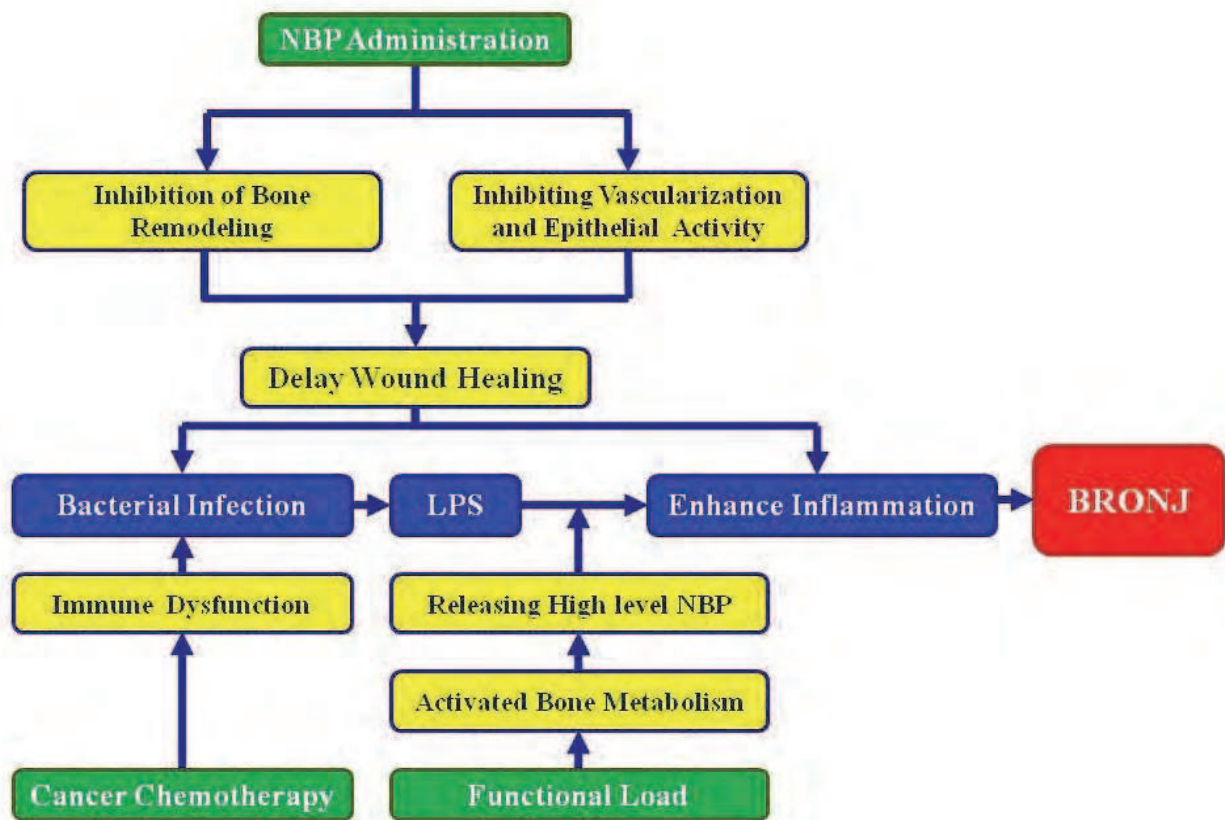 NBP Administration
Inhibition of Bone
Remodeling
Inhibiting Vascularization
and Epithelial Activity
Delay Wound Healing
Bacterial Infection
LPS
Enhance Inflammation
BRONJ
Immune Dysfunction
Releasing High level NBP
Activated Bone Metabolism
Cancer Chemotherapy
Functional Load